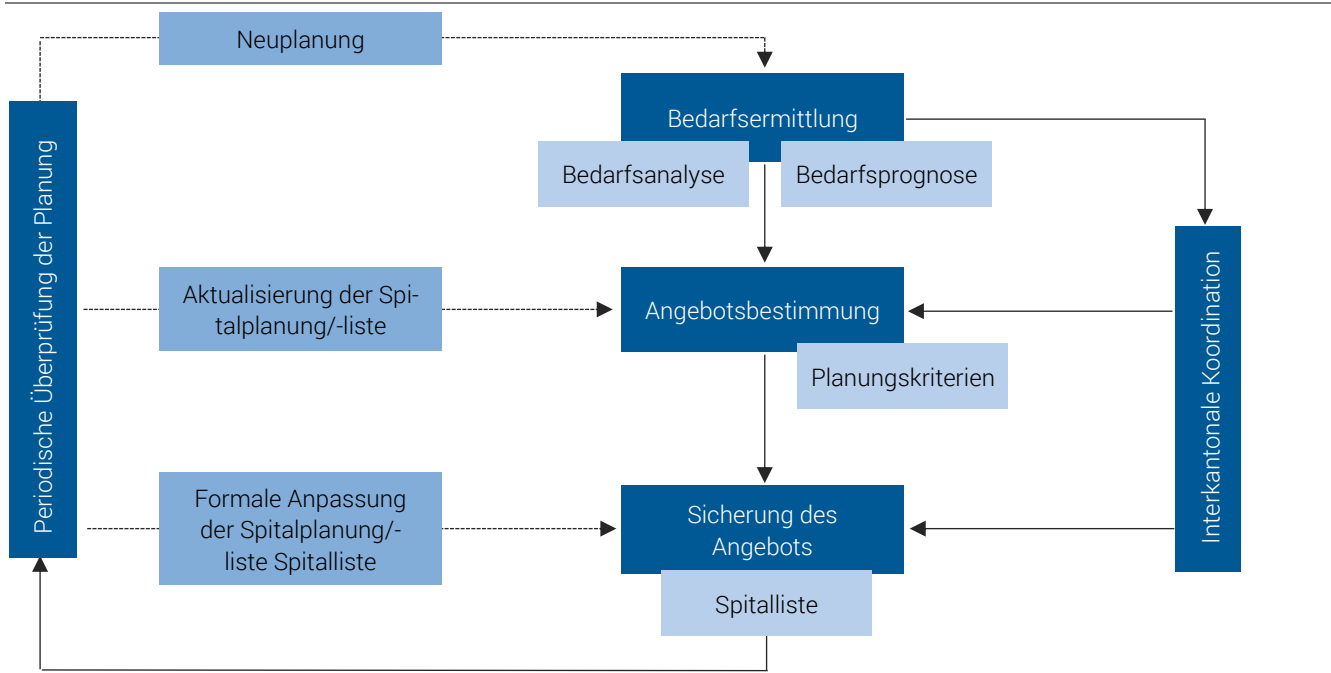 Neuplanung
Bedarfsermittlung
Bedarfsanalyse
Bedarfsprognose
Periodische Überprüfung der Planung
Interkantonale Koordination
Aktualisierung der Spi-
talplanung/-liste
Angebotsbestimmung
Planungskriterien
Formale Anpassung
der Spitalplanung/-
liste Spitalliste
Sicherung des
Angebots
Spitalliste